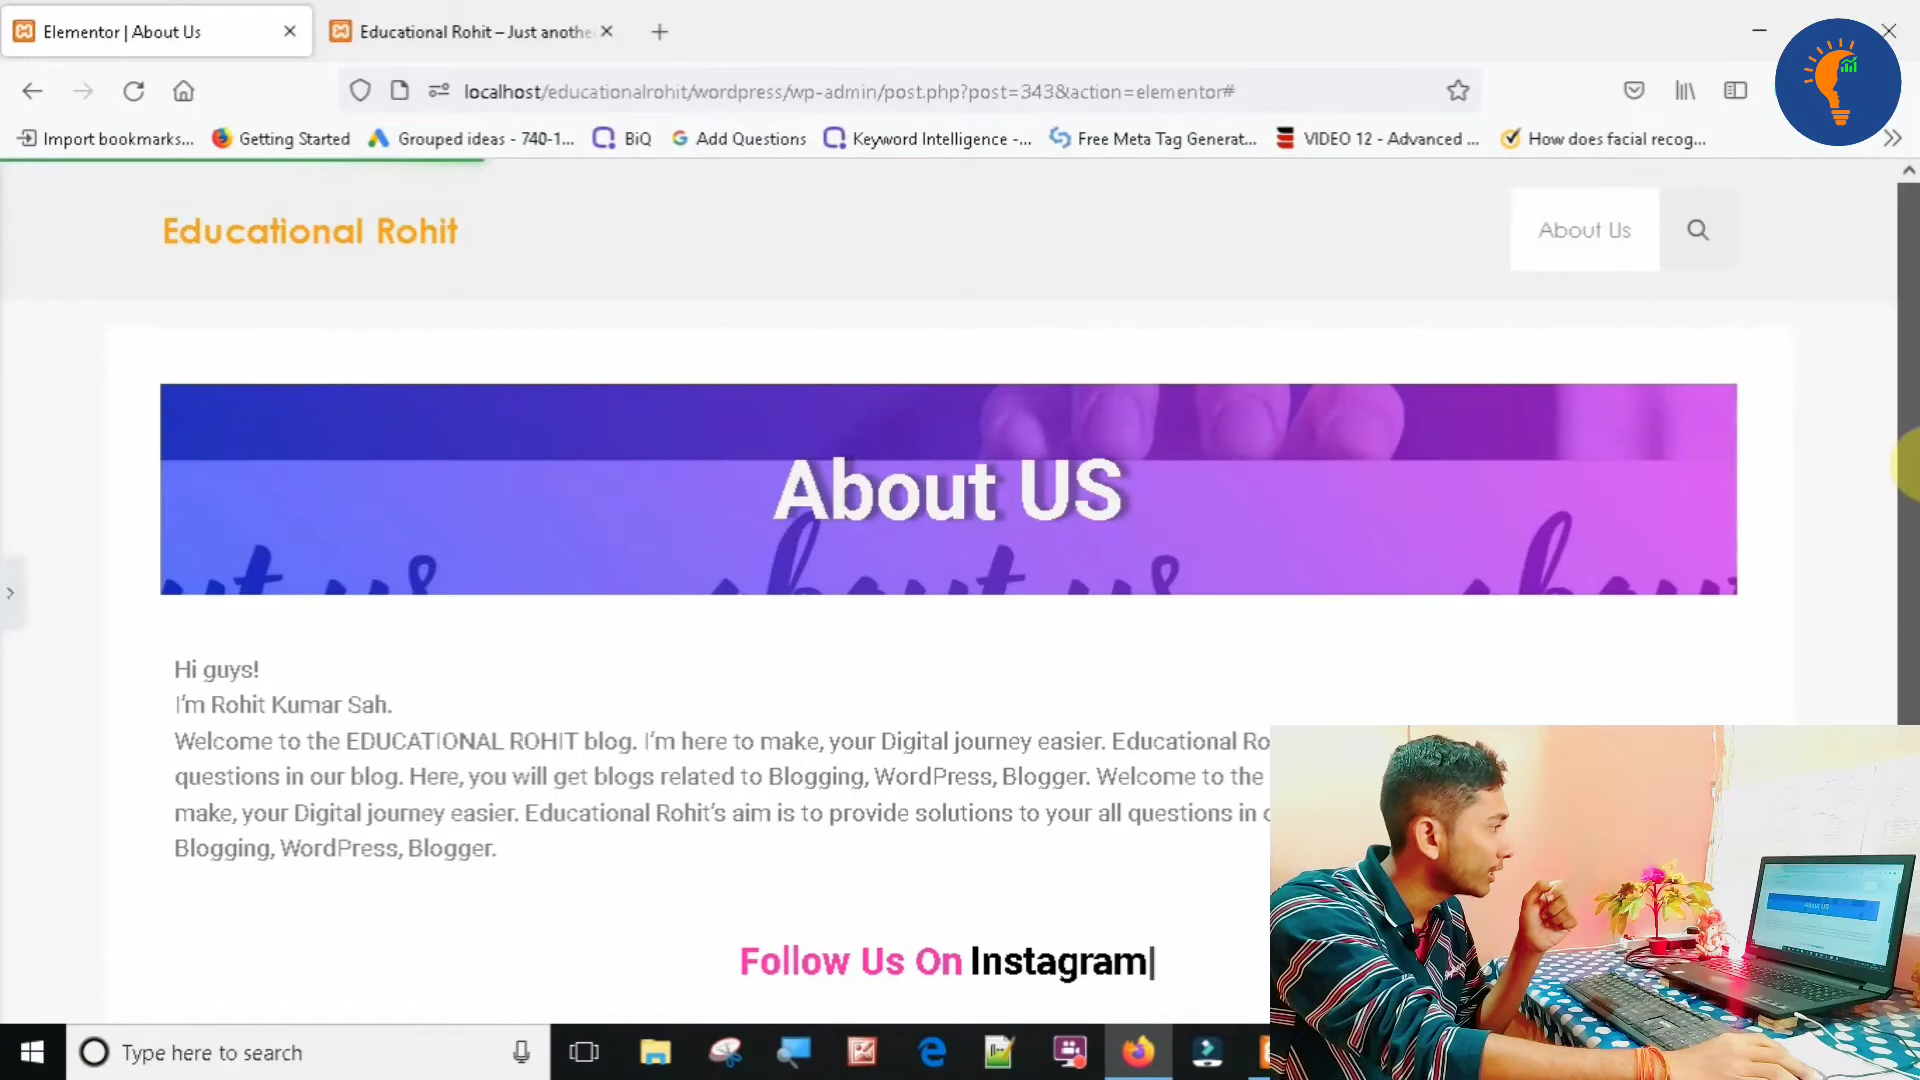 Elementor | About Us
Educational Rohit – Just anothe
localhost/educationalrohit/wordpress/wp-admin/post.php?post=343&action=elementor#
Import bookmarks...
Getting Started
Grouped ideas - 740-1...
BiQ
Add Questions
Keyword Intelligence -...
Free Meta Tag Generat...
VIDEO 12 - Advanced ...
How does facial recog...
Educational Rohit
About Us
About US
Hi guys!
I'm Rohit Kumar Sah.
Welcome to the EDUCATIONAL ROHIT blog. I'm here to make, your Digital journey easier. Educational Ro
questions in our blog. Here, you will get blogs related to Blogging, WordPress, Blogger. Welcome to the
make, your Digital journey easier. Educational Rohit's aim is to provide solutions to your all questions in
Blogging, WordPress, Blogger.
Follow Us On Instagram|
About US
Type here to search